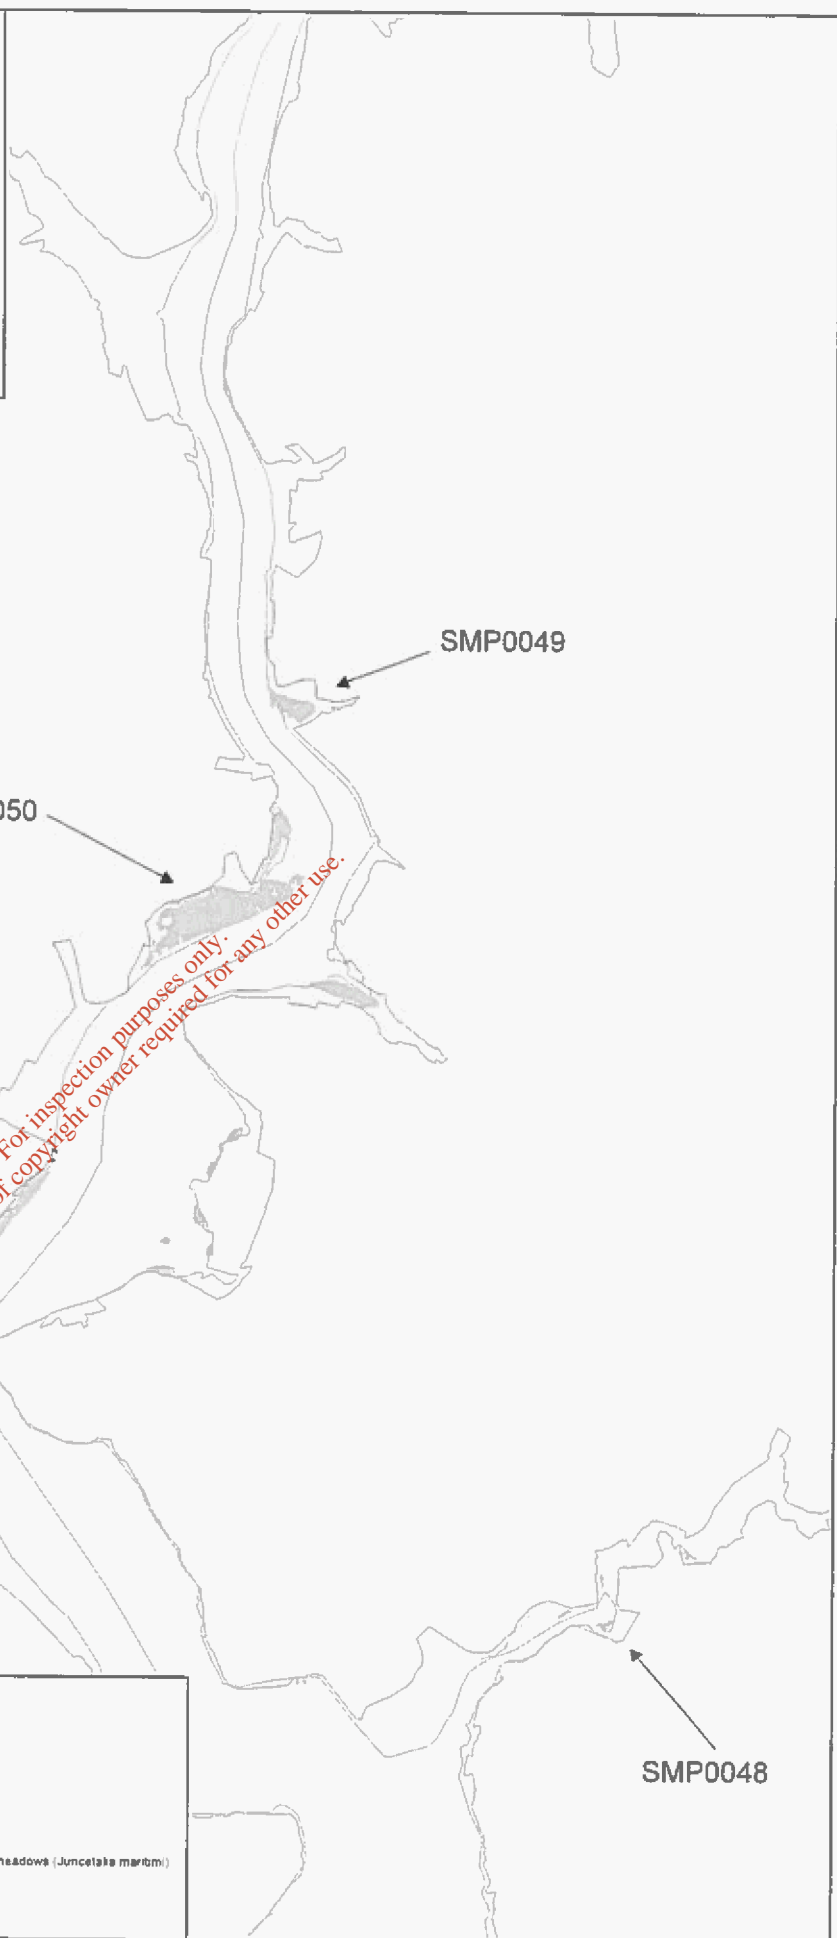 SMP0049
050
For inspection purposes only.
of copyright owner required for any other use.
SMP0048
meadows (Juncetalia maritimi)